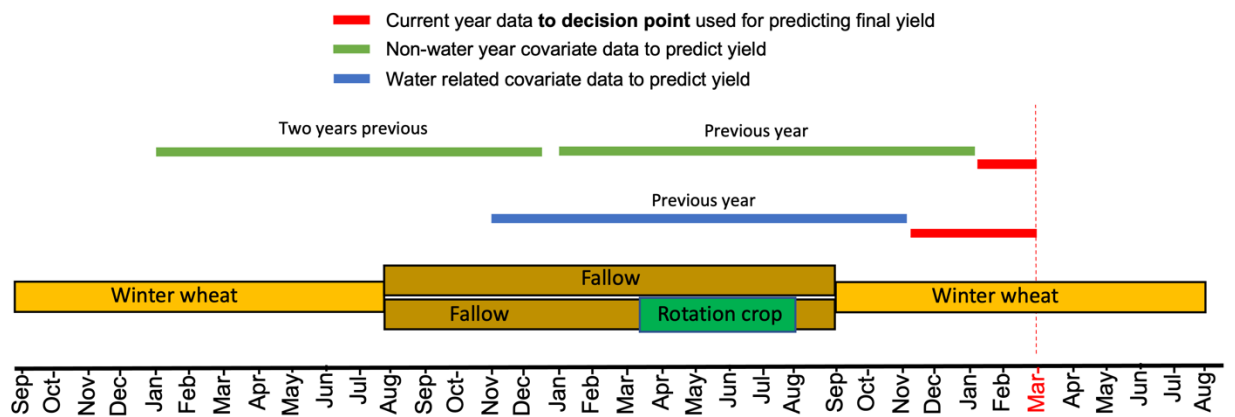 Current year data to decision point used for predicting final yield
Non-water year covariate data to predict yield
Water related covariate data to predict yield
Two years previous
Previous year
Previous year
Fallow
Winter wheat
Winter wheat
Fallow
Rotation crop
Sep Oct Nov Dec Jan Feb Mar Apr May Jun Jul Aug Sep Oct Nov Dec Jan Feb Mar Apr May Jun Jul Aug Sep Oct Nov Dec Jan Feb Mar Apr May Jun Jul Aug